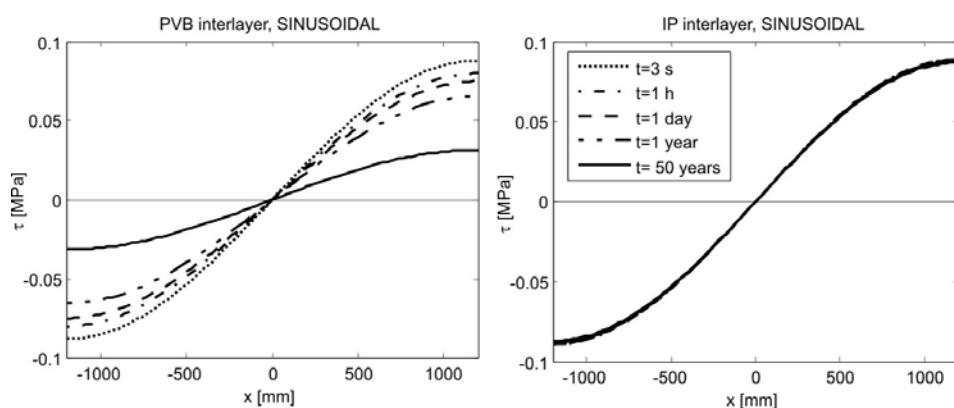 PVB interlayer, SINUSOIDAL
0.1
0.05
0
-0.05
-0.1
τ [MPa]
-1000 -500 0 500 1000
x [mm]
IP interlayer, SINUSOIDAL
0.1
0.05
0
-0.05
-0.1
τ [MPa]
t=3 s
t=1 h
t=1 day
t=1 year
t= 50 years
-1000 -500 0 500 1000
x [mm]